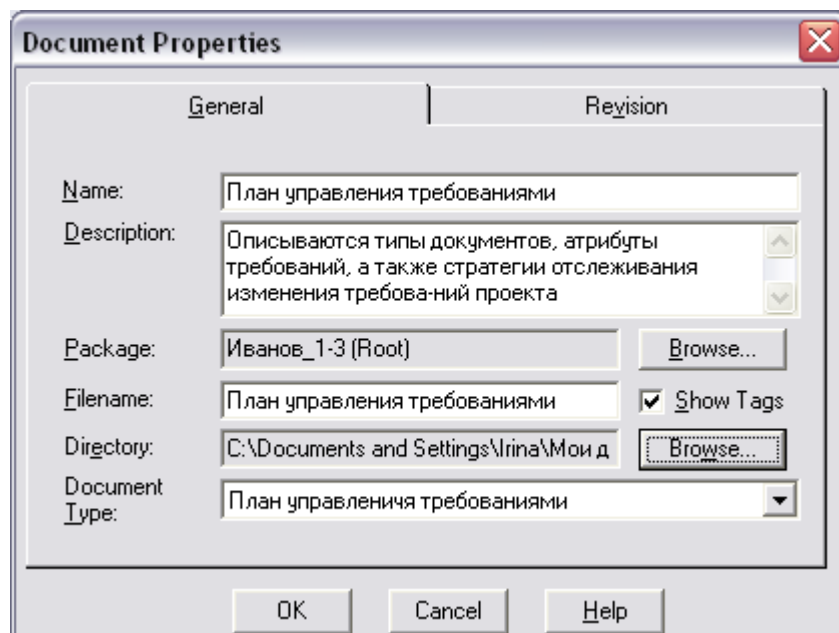 Document Properties
General Revision
Name: План управления требованиями
Description: Описываются типы документов, атрибуты
требований, а также стратегии отслеживания
изменения требова-ний проекта
Package: Иванов_1-3 (Root) Browse...
Filename: План управления требованиями Show Tags
Directory: C:\Documents and Settings\Irina\Мои д Browse...
Document
Type: План управленичя требованиями
OK Cancel Help